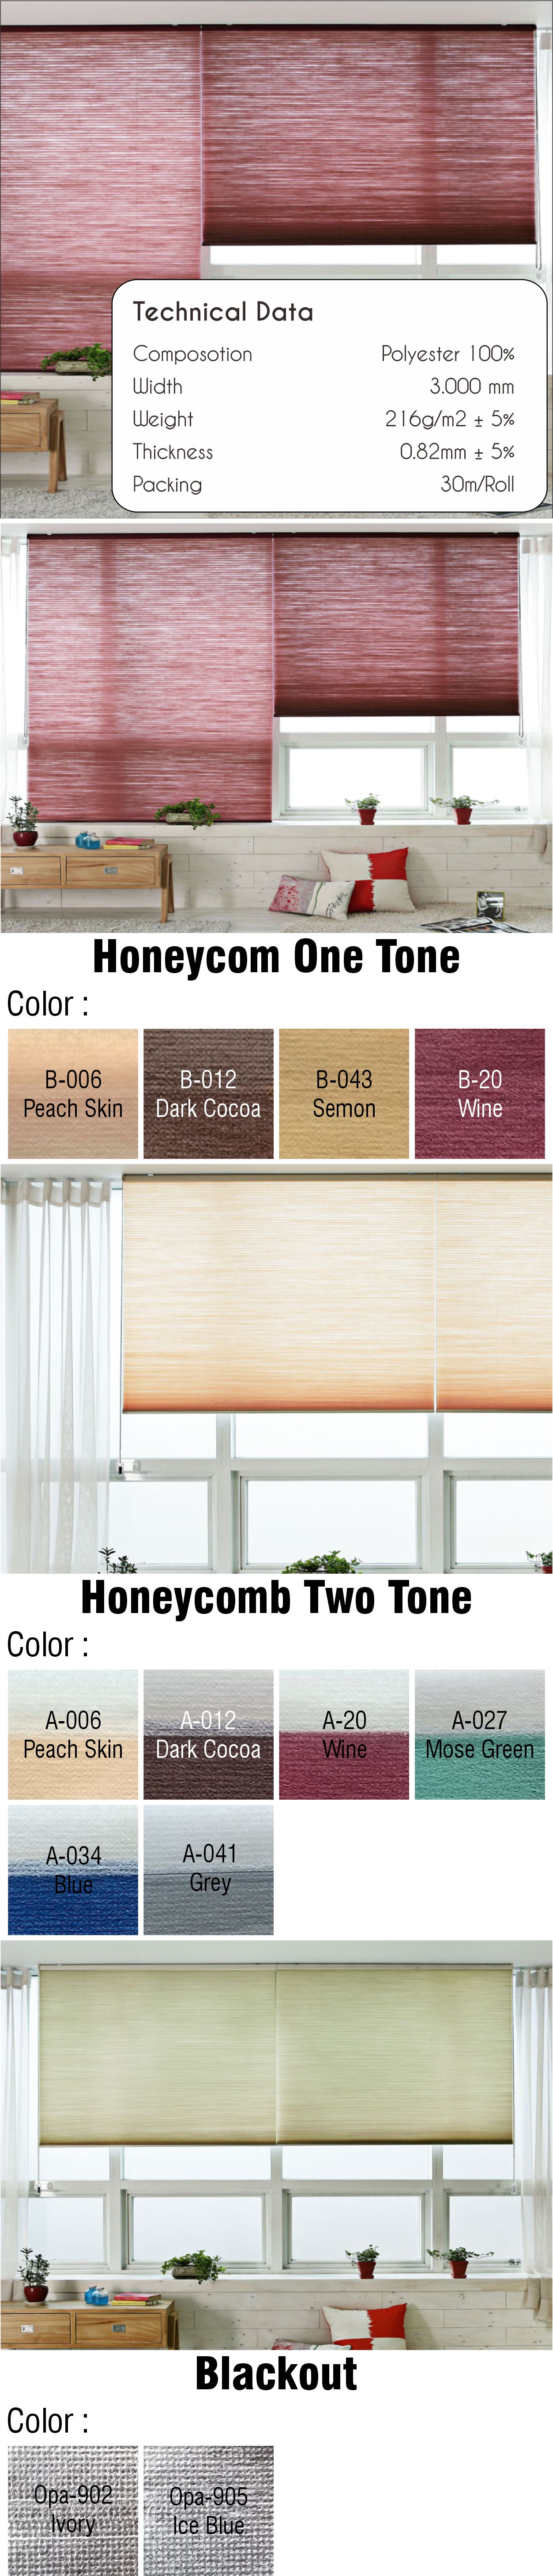 Technical Data
Composotion Polyester 100%
Width 3.000 mm
Weight 216g/m2 ± 5%
Thickness 0.82mm ± 5%
Packing 30m/Roll
Honeycom One Tone
Color :
B-006
Peach Skin
B-012
Dark Cocoa
B-043
Semon
B-20
Wine
Honeycomb Two Tone
Color :
A-006
Peach Skin
A-012
Dark Cocoa
A-20
Wine
A-027
Mose Green
A-034
Blue
A-041
Grey
Blackout
Color :
Opa-902
Ivory
Opa-905
Ice Blue